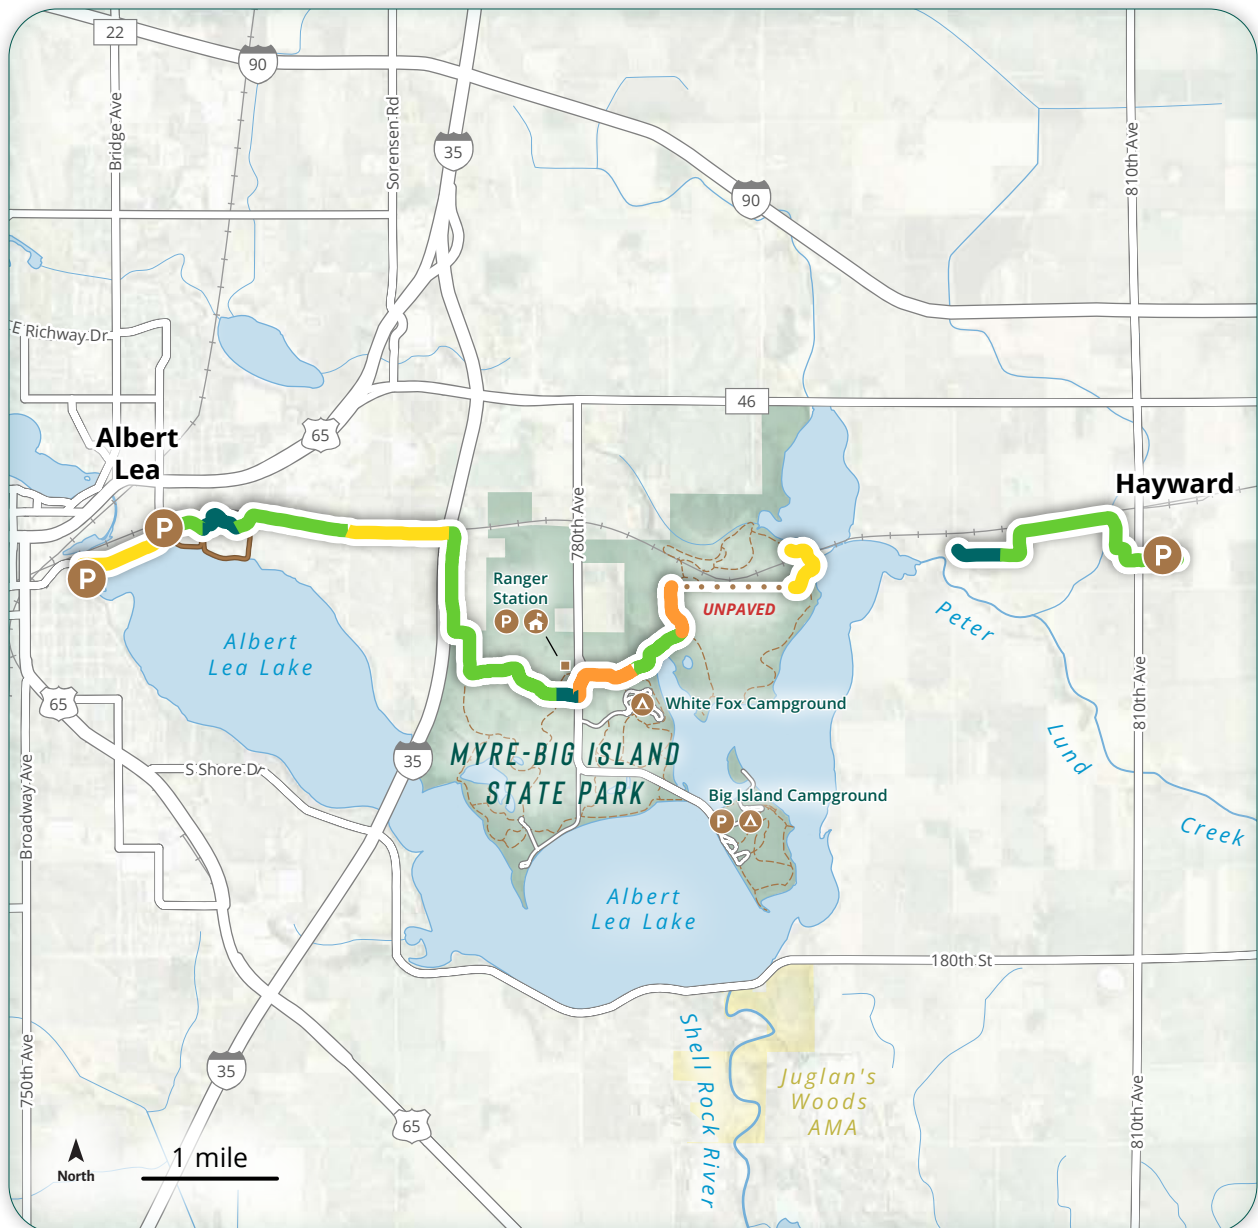 22
90
Bridge Ave
Sorensen Rd
35
810th Ave
90
E Richway Dr
46
65
Albert
Lea
Hayward
P
P
780th Ave
P
Ranger
Station
P
UNPAVED
Peter
Lund
Creek
Albert
Lea Lake
White Fox Campground
65
35
810th Ave
S Shore Dr
MYRE-BIG ISLAND
STATE PARK
Big Island Campground
P
Broadway Ave
Albert
Lea Lake
180th St
750th Ave
35
Shell Rock River
Juglan's
Woods
AMA
65
810th Ave
North
1 mile